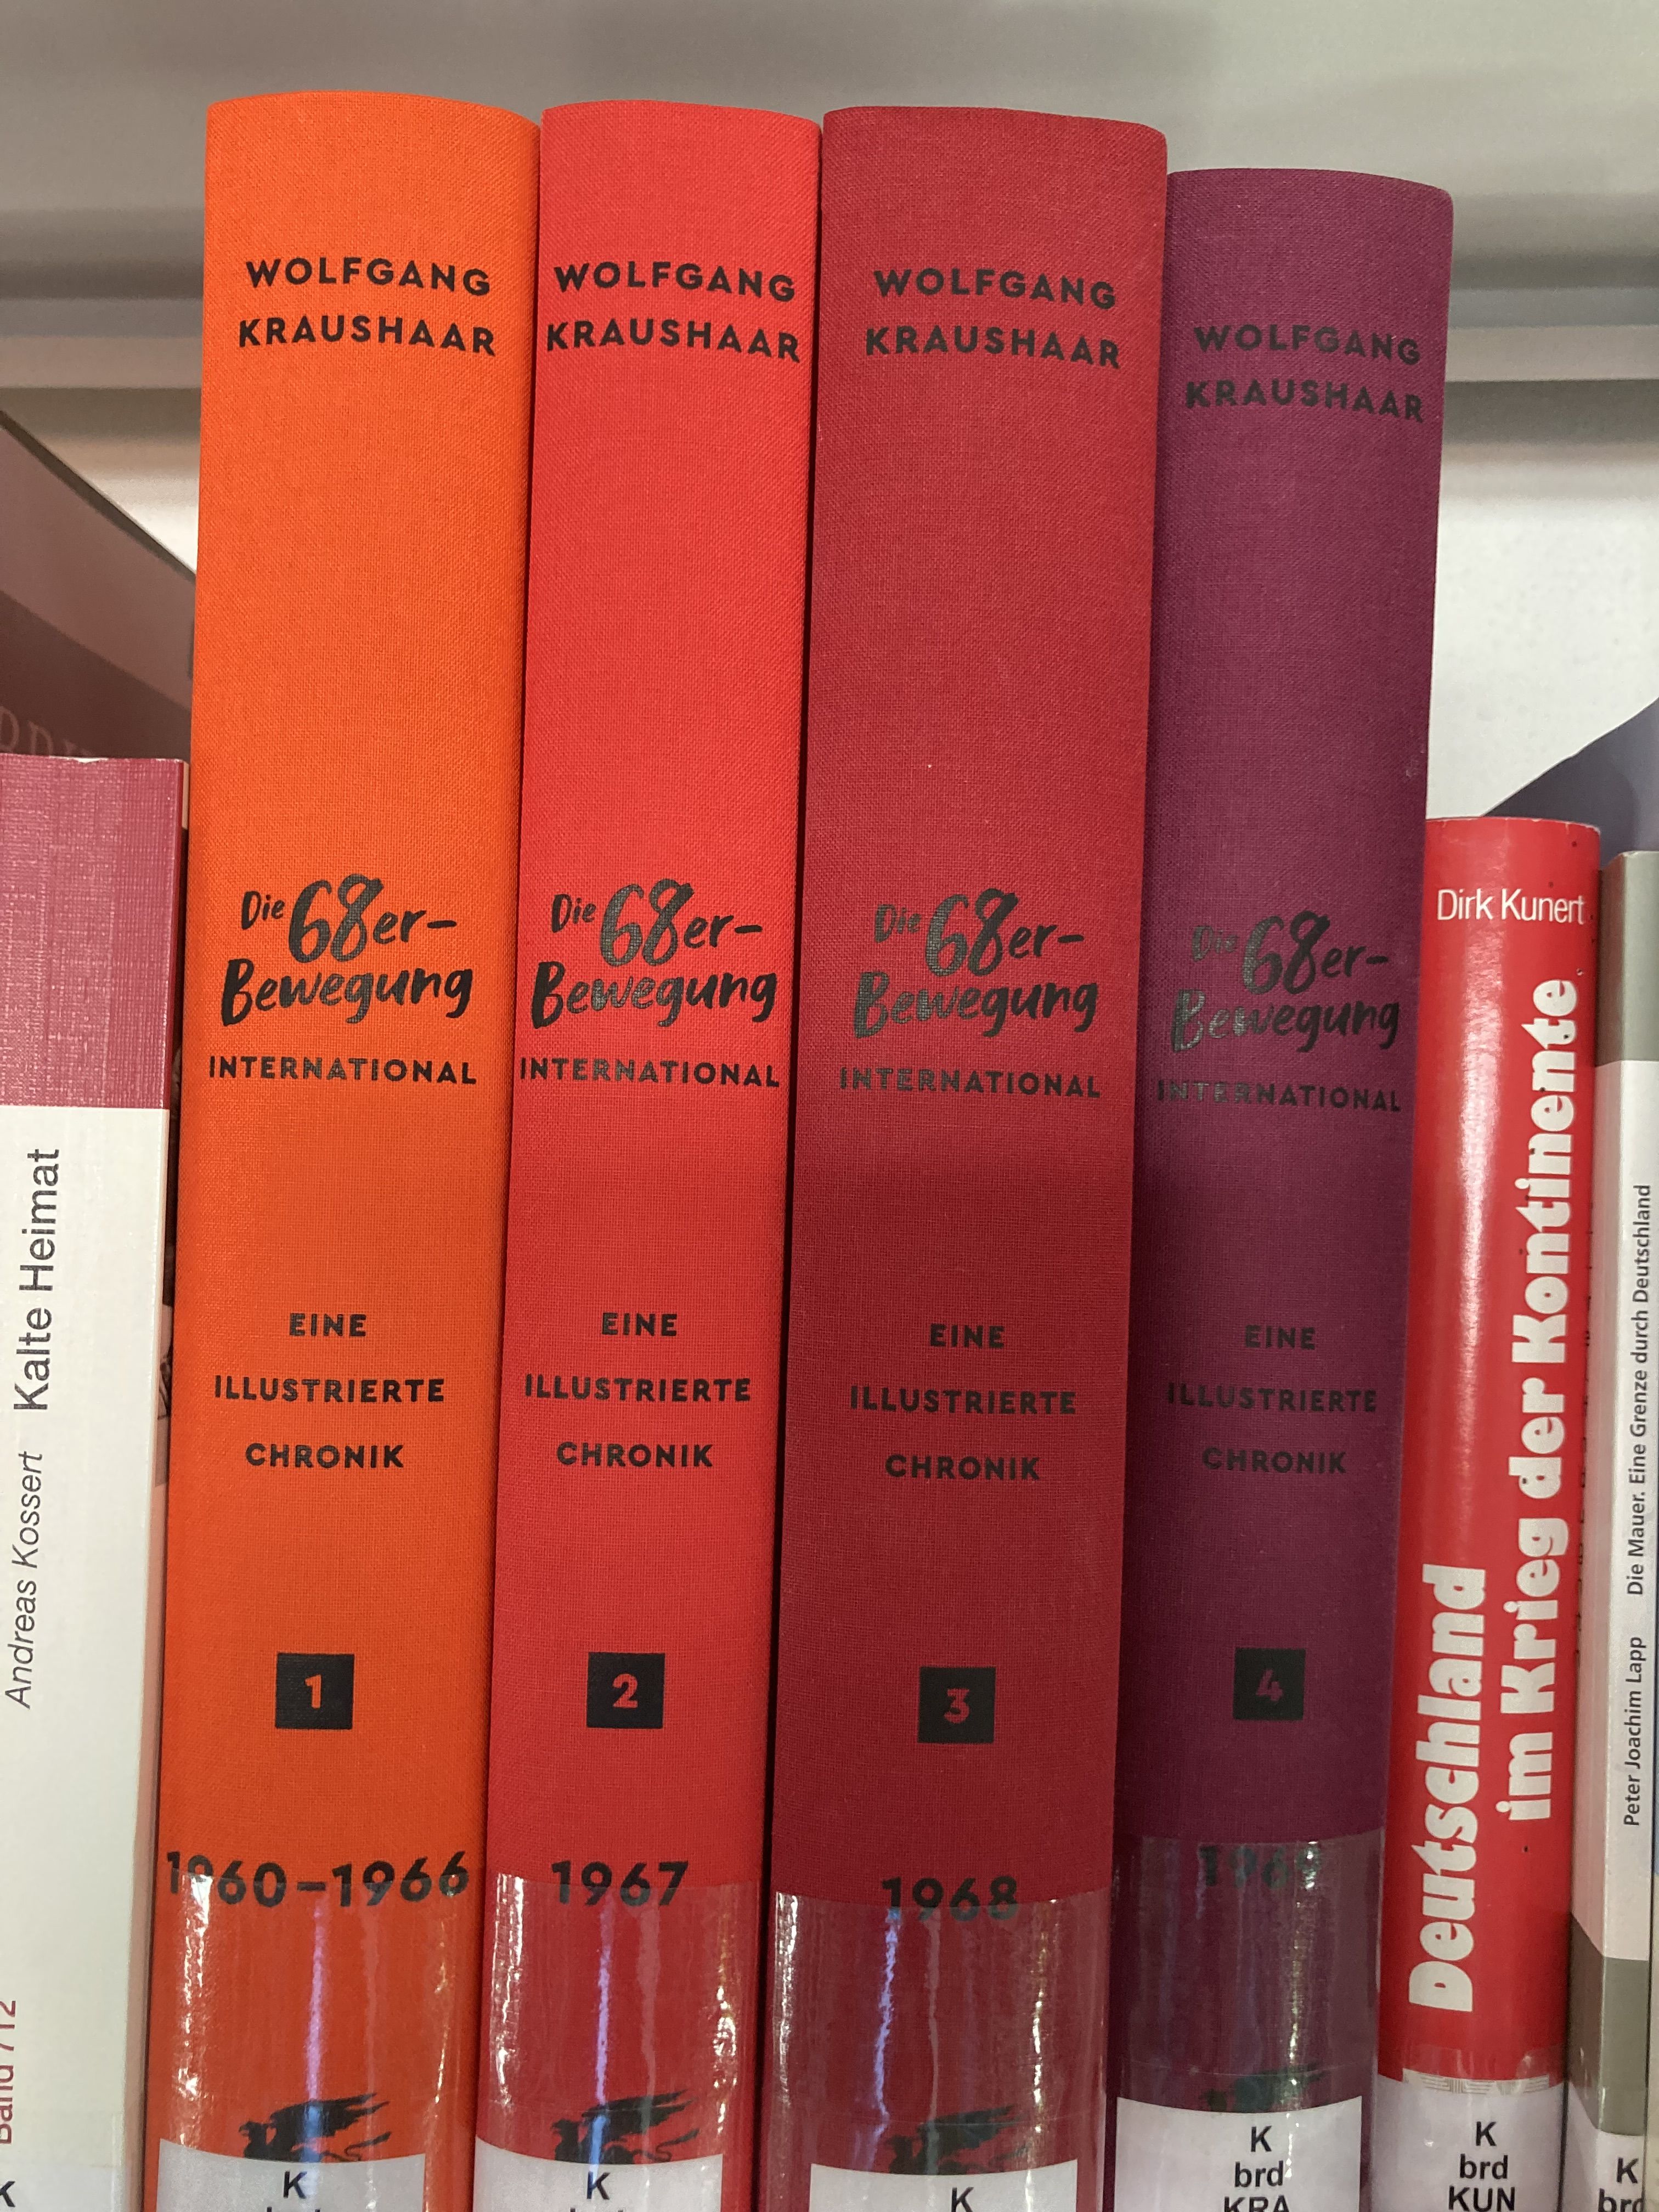 Andreas Kossert Kalte Heimat
WOLFGANG
KRAUSHAAR
Die 68er-
Bewegung
INTERNATIONAL
EINE
ILLUSTRIERTE
CHRONIK
1
1960–1966
K
WOLFGANG
KRAUSHAAR
Die 68er-
Bewegung
INTERNATIONAL
EINE
ILLUSTRIERTE
CHRONIK
2
1967
K
WOLFGANG
KRAUSHAAR
Die 68er-
Bewegung
INTERNATIONAL
EINE
ILLUSTRIERTE
CHRONIK
3
1968
K
WOLFGANG
KRAUSHAAR
Die 68er-
Bewegung
INTERNATIONAL
EINE
ILLUSTRIERTE
CHRONIK
4
1969
K
brd
KRA
Dirk Kunert
Deutschland
im Krieg der Kontinente
K
brd
KUN
Peter Joachim Lapp Die Mauer. Eine Grenze durch Deutschland
K
brd